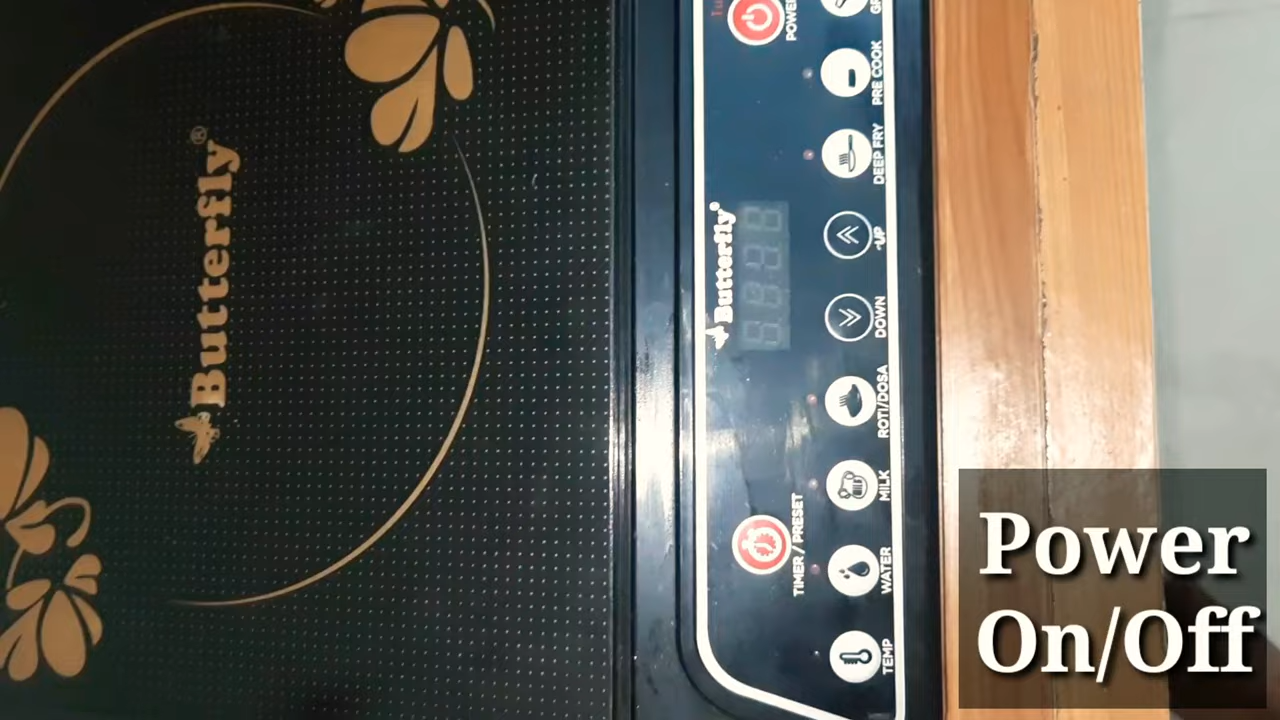 Butterfly®
Butterfly®
POWER
PRE COOK
DEEP FRY
UP
DOWN
ROTI/DOSA
MILK
WATER
TEMP
TIMER / PRESET
Power
On/Off